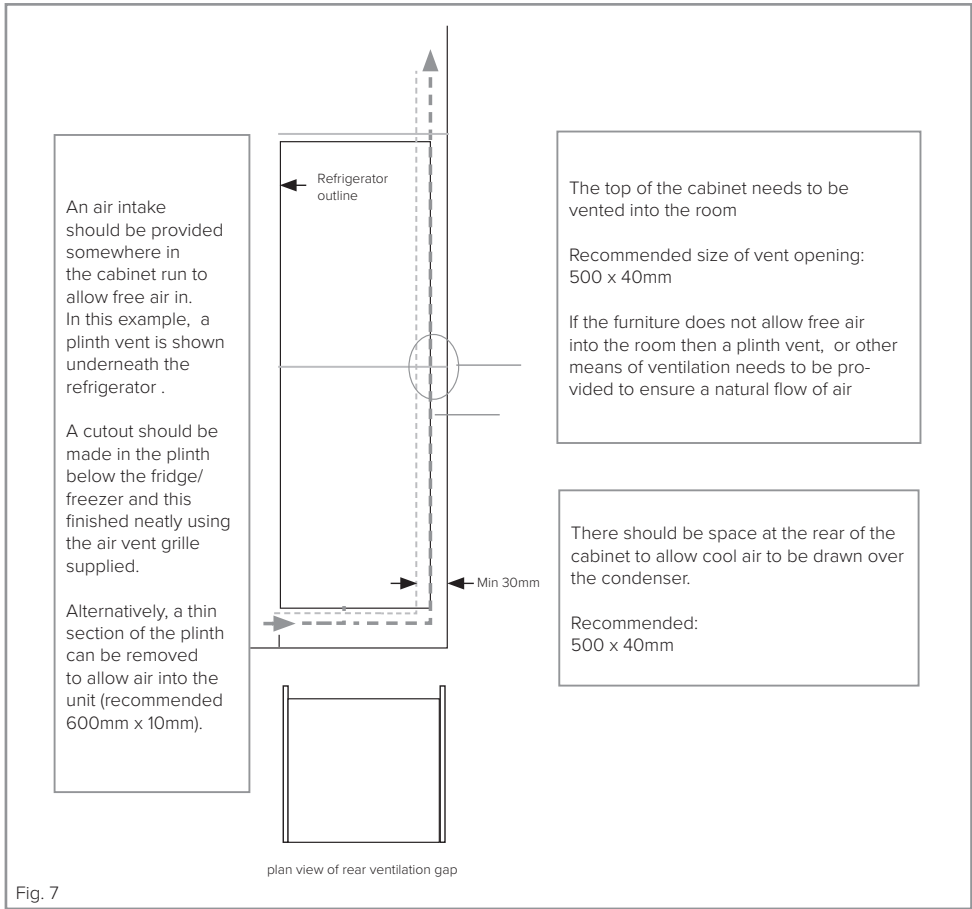 An air intake
should be provided
somewhere in
the cabinet run to
allow free air in.
In this example, a
plinth vent is shown
underneath the
refrigerator .
A cutout should be
made in the plinth
below the fridge/
freezer and this
finished neatly using
the air vent grille
supplied.
Alternatively, a thin
section of the plinth
can be removed
to allow air into the
unit (recommended
600mm x 10mm).
Refrigerator
outline
Min 30mm
The top of the cabinet needs to be
vented into the room
Recommended size of vent opening:
500 x 40mm
If the furniture does not allow free air
into the room then a plinth vent, or other
means of ventilation needs to be pro-
vided to ensure a natural flow of air
There should be space at the rear of the
cabinet to allow cool air to be drawn over
the condenser.
Recommended:
500 x 40mm
plan view of rear ventilation gap
Fig. 7